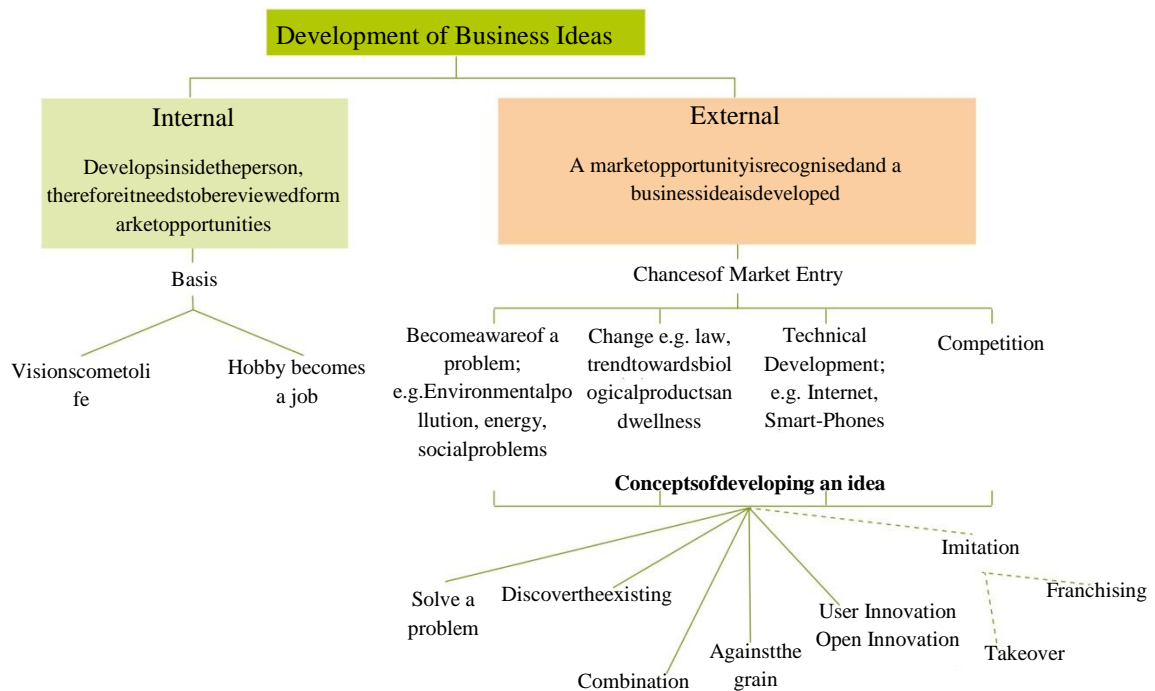 Development of Business Ideas
Internal
Developsinsidetheperson,
thereforeitneedstobereviewedform
arketopportunities
External
A marketopportunityisrecognisedand a
businessideaisdeveloped
Basis
Visionscometoli
fe
Hobby becomes
a job
Chancesof Market Entry
Becomeawareof a
problem;
e.g.Environmentalpo
llution, energy,
socialproblems
Change e.g. law,
trendtowardsbiol
ogicalproductsan
dwellness
Technical
Development;
e.g. Internet,
Smart-Phones
Competition
Conceptsofdeveloping an idea
Solve a
problem
Discovertheexisting
Combination
Againstthe
grain
User Innovation
Open Innovation
Imitation
Franchising
Takeover